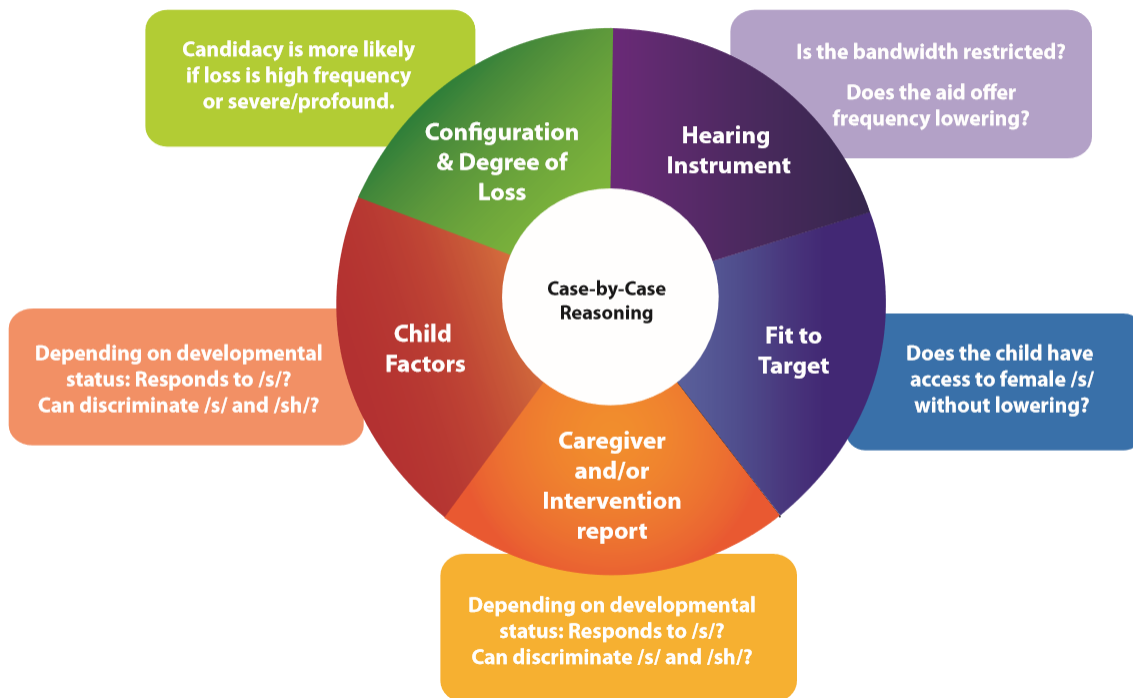 Candidacy is more likely
if loss is high frequency
or severe/profound.
Configuration
& Degree of
Loss
Is the bandwidth restricted?
Does the aid offer
frequency lowering?
Hearing
Instrument
Case-by-Case
Reasoning
Depending on developmental
status: Responds to /s/?
Can discriminate /s/ and /sh/?
Child
Factors
Fit to
Target
Does the child have
access to female /s/
without lowering?
Caregiver
and/or
Intervention
report
Depending on developmental
status: Responds to /s/?
Can discriminate /s/ and /sh/?